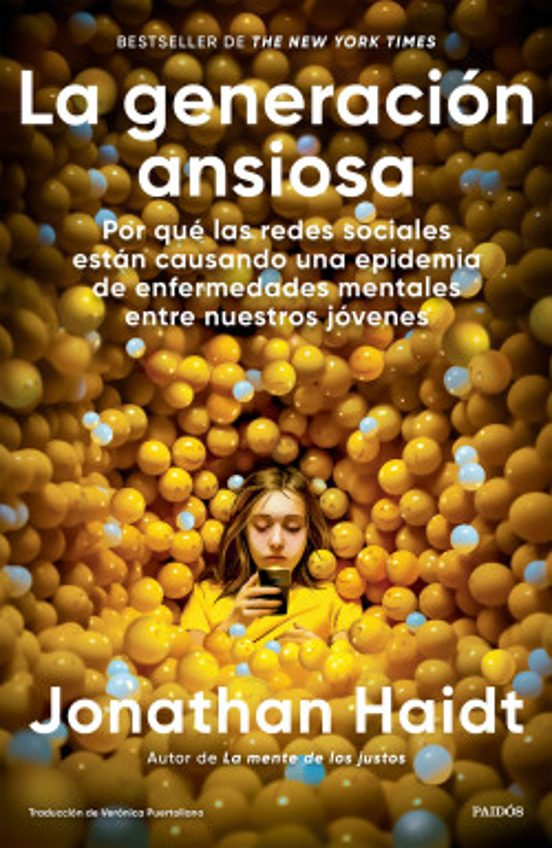 BESTSELLER DE THE NEW YORK TIMES
La generación
ansiosa
Por qué las redes sociales
están causando una epidemia
de enfermedades mentales
entre nuestros jóvenes
Jonathan Haidt
Autor de La mente de los justos
Traducción de Verónica Puertollano
PAIDÓS